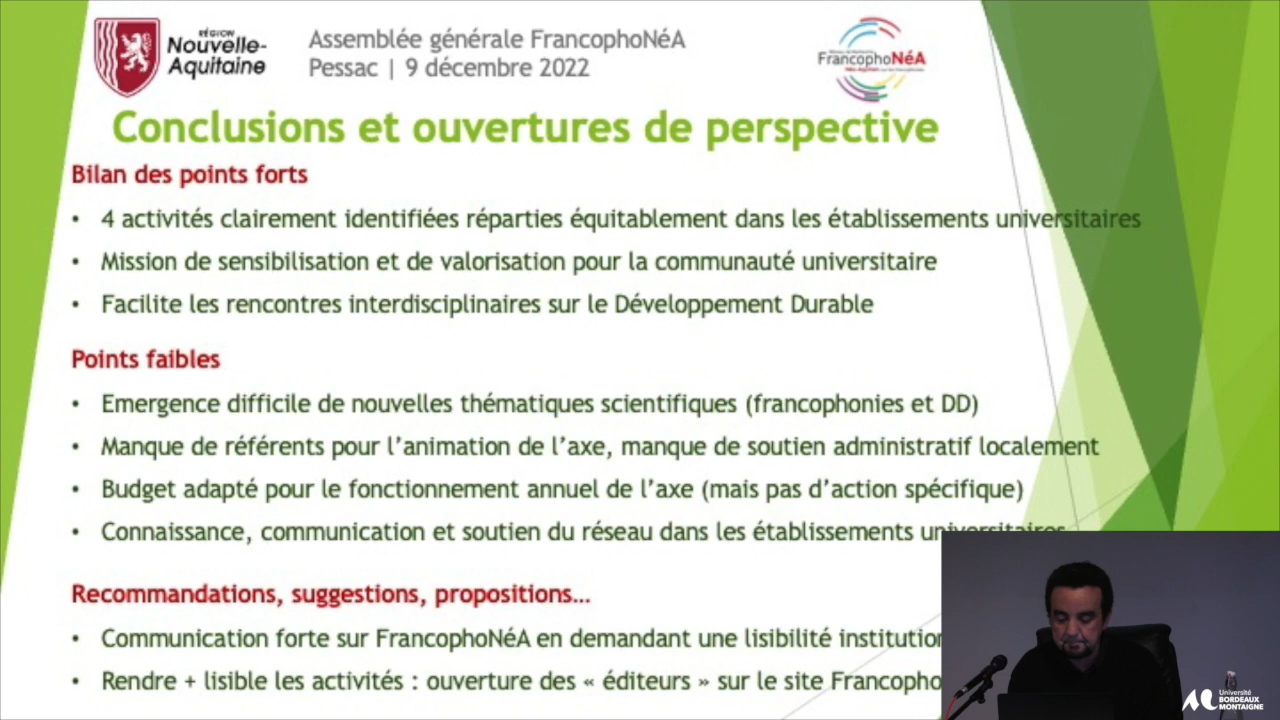 RÉGION
Nouvelle-
Aquitaine
Assemblée générale FrancophoNéA
Pessac | 9 décembre 2022
FrancophoNéA
Conclusions et ouvertures de perspective
Bilan des points forts
• 4 activités clairement identifiées réparties équitablement dans les établissements universitaires
• Mission de sensibilisation et de valorisation pour la communauté universitaire
• Facilite les rencontres interdisciplinaires sur le Développement Durable
Points faibles
• Emergence difficile de nouvelles thématiques scientifiques (francophonies et DD)
• Manque de référents pour l'animation de l'axe, manque de soutien administratif localement
• Budget adapté pour le fonctionnement annuel de l'axe (mais pas d'action spécifique)
• Connaissance, communication et soutien du réseau dans les établissements universitaires
Recommandations, suggestions, propositions…
• Communication forte sur FrancophoNéA en demandant une lisibilité institution
• Rendre + lisible les activités : ouverture des « éditeurs » sur le site Francopho
Université
BORDEAUX
MONTAIGNE